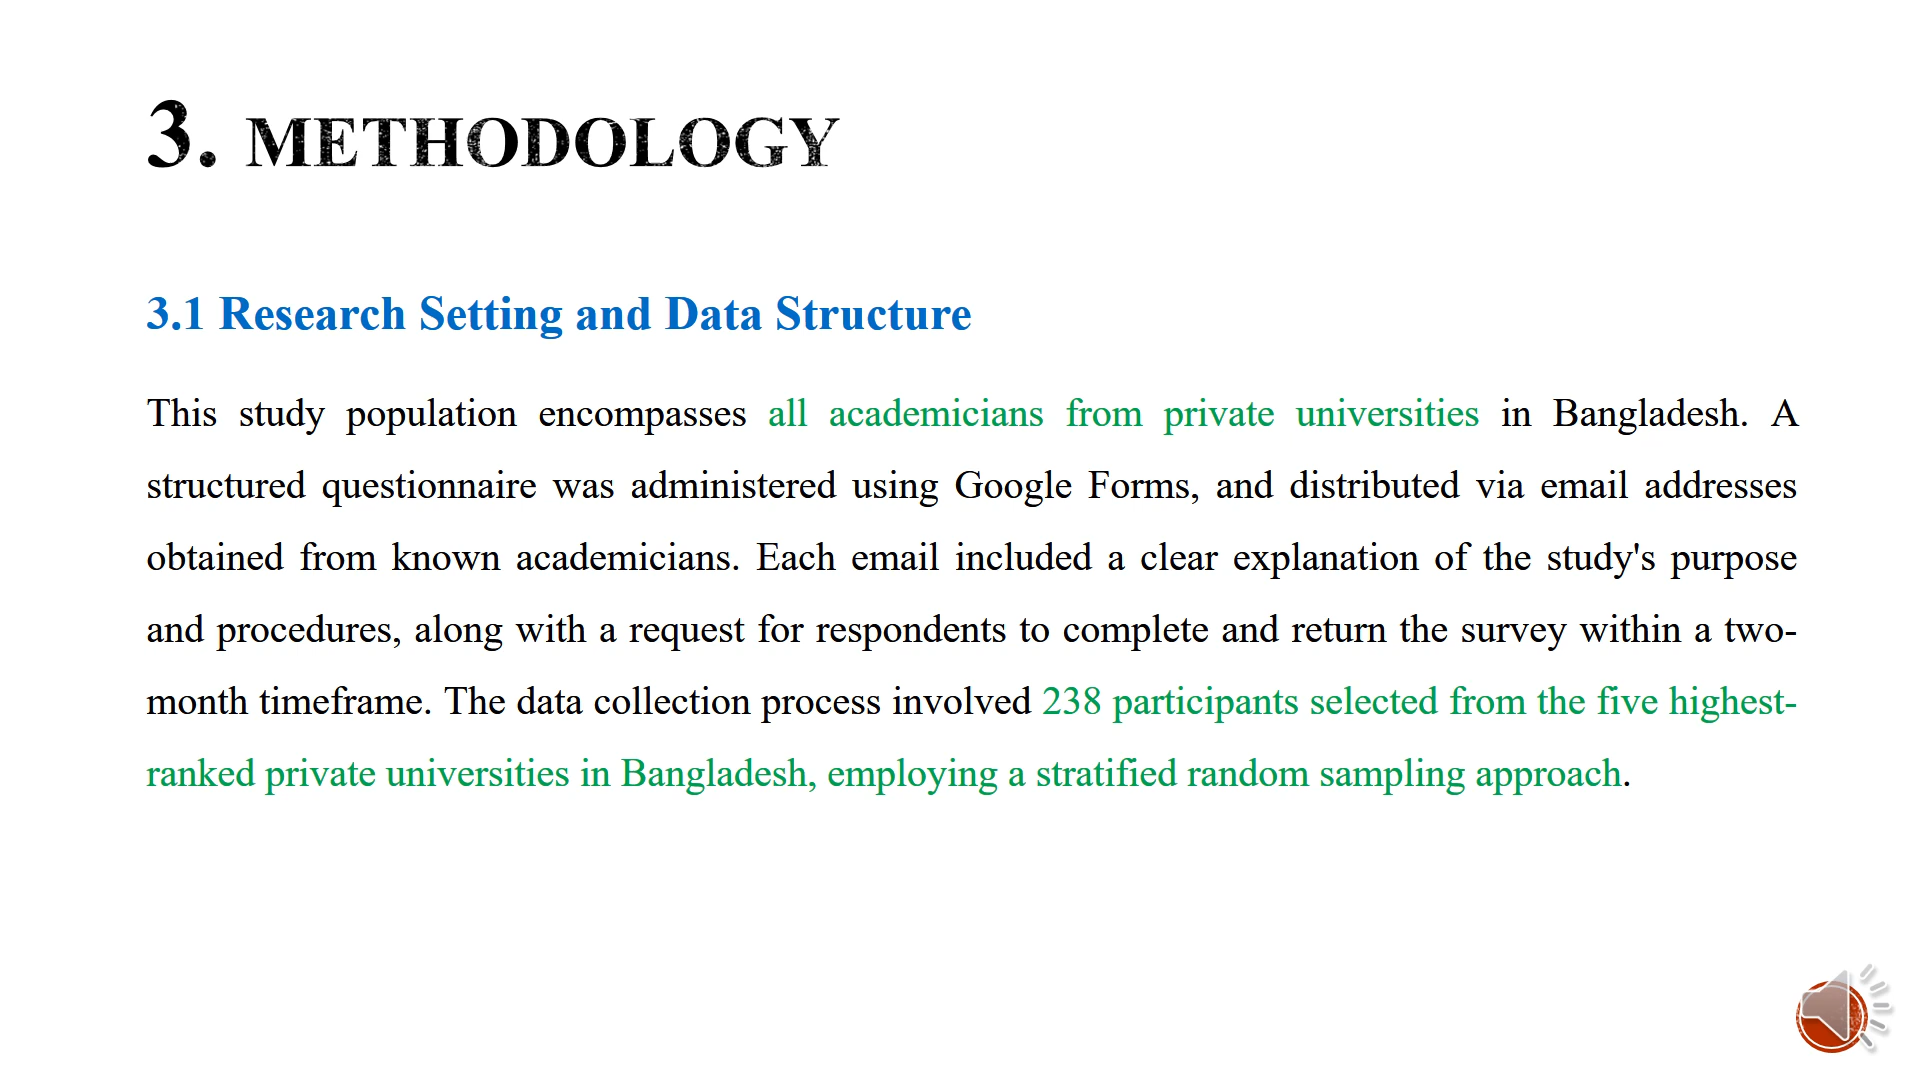 3. METHODOLOGY
3.1 Research Setting and Data Structure
This study population encompasses all academicians from private universities in Bangladesh. A
structured questionnaire was administered using Google Forms, and distributed via email addresses
obtained from known academicians. Each email included a clear explanation of the study's purpose
and procedures, along with a request for respondents to complete and return the survey within a two-
month timeframe. The data collection process involved 238 participants selected from the five highest-
ranked private universities in Bangladesh, employing a stratified random sampling approach.